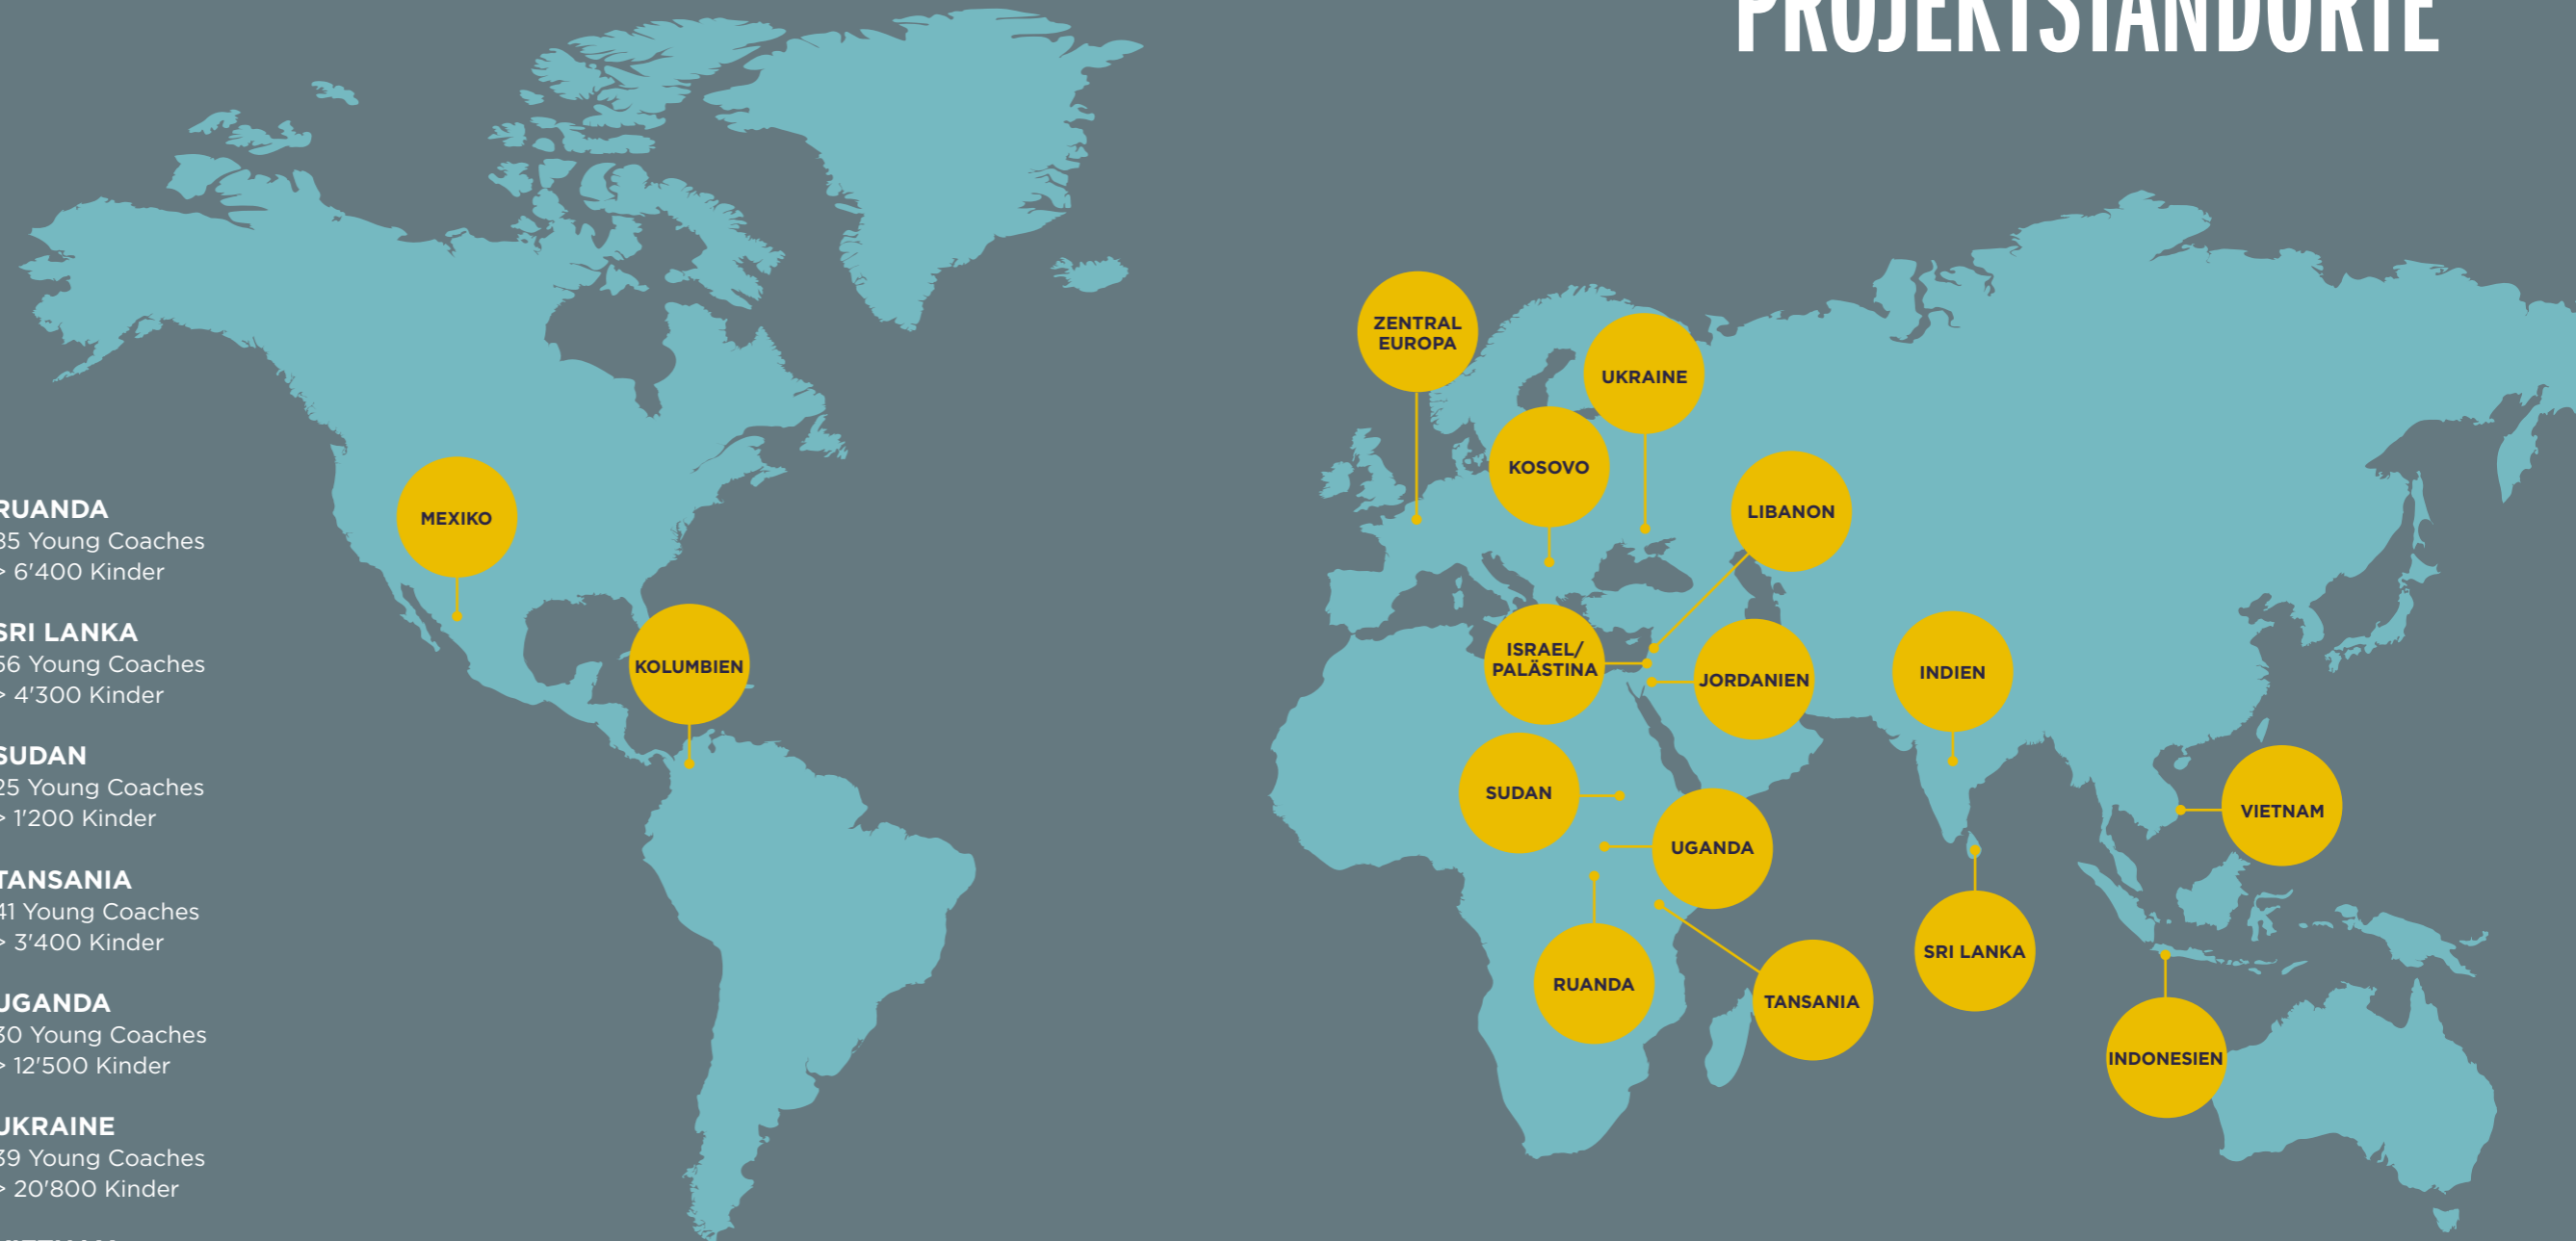 PROJEKTSTANDORTE
RUANDA
35 Young Coaches
> 6'400 Kinder
SRI LANKA
56 Young Coaches
> 4'300 Kinder
SUDAN
25 Young Coaches
> 1'200 Kinder
TANSANIA
41 Young Coaches
> 3'400 Kinder
UGANDA
30 Young Coaches
> 12'500 Kinder
UKRAINE
39 Young Coaches
> 20'800 Kinder
MEXIKO
KOLUMBIEN
ZENTRAL
EUROPA
UKRAINE
KOSOVO
LIBANON
ISRAEL/
PALÄSTINA
JORDANIEN
INDIEN
SUDAN
UGANDA
VIETNAM
RUANDA
TANSANIA
SRI LANKA
INDONESIEN